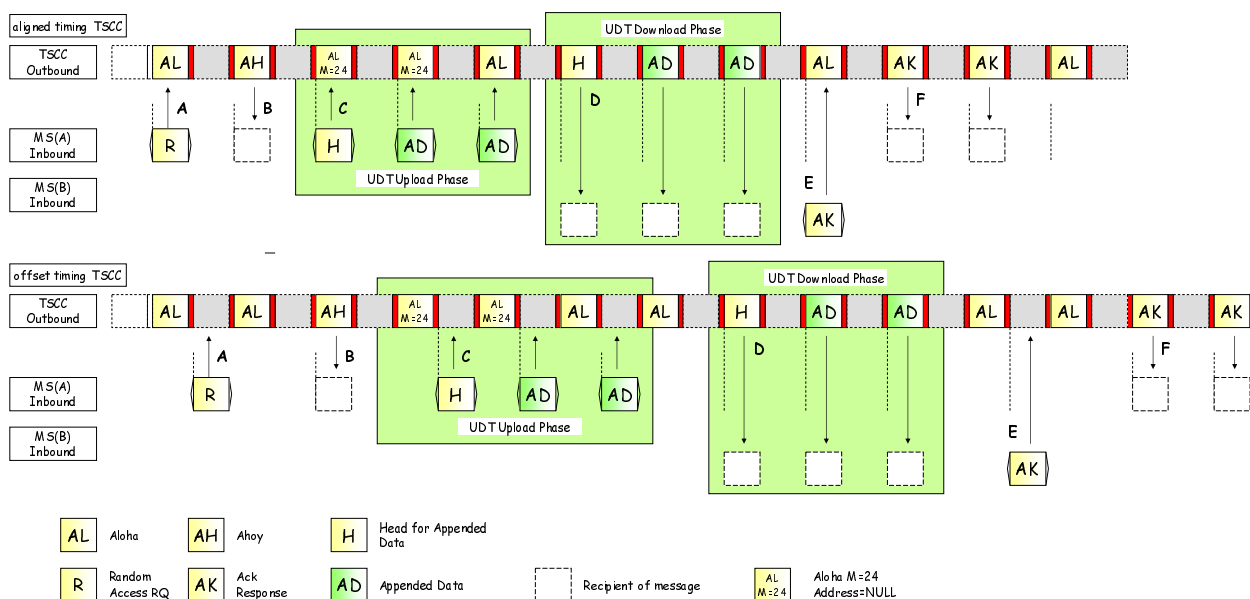 aligned timing TSCC
UDT Download Phase
TSCC
Outbound
AL
AH
AL
M=24
AL
M=24
AL
H
AD
AD
AL
AK
AK
AL
A
B
C
D
F
MS(A)
Inbound
R
H
AD
AD
UDT Upload Phase
MS(B)
Inbound
E
AK
offset timing TSCC
UDT Download Phase
TSCC
Outbound
AL
AL
AH
AL
M=24
AL
M=24
AL
AL
H
AD
AD
AL
AL
AK
AK
A
B
C
D
F
MS(A)
Inbound
R
H
AD
AD
UDT Upload Phase
MS(B)
Inbound
E
AK
AL
Aloha
AH
Ahoy
H
Head for Appended
Data
R
Random
Access RQ
AK
Ack
Response
AD
Appended Data
Recipient of message
AL
M=24
Aloha M=24
Address=NULL